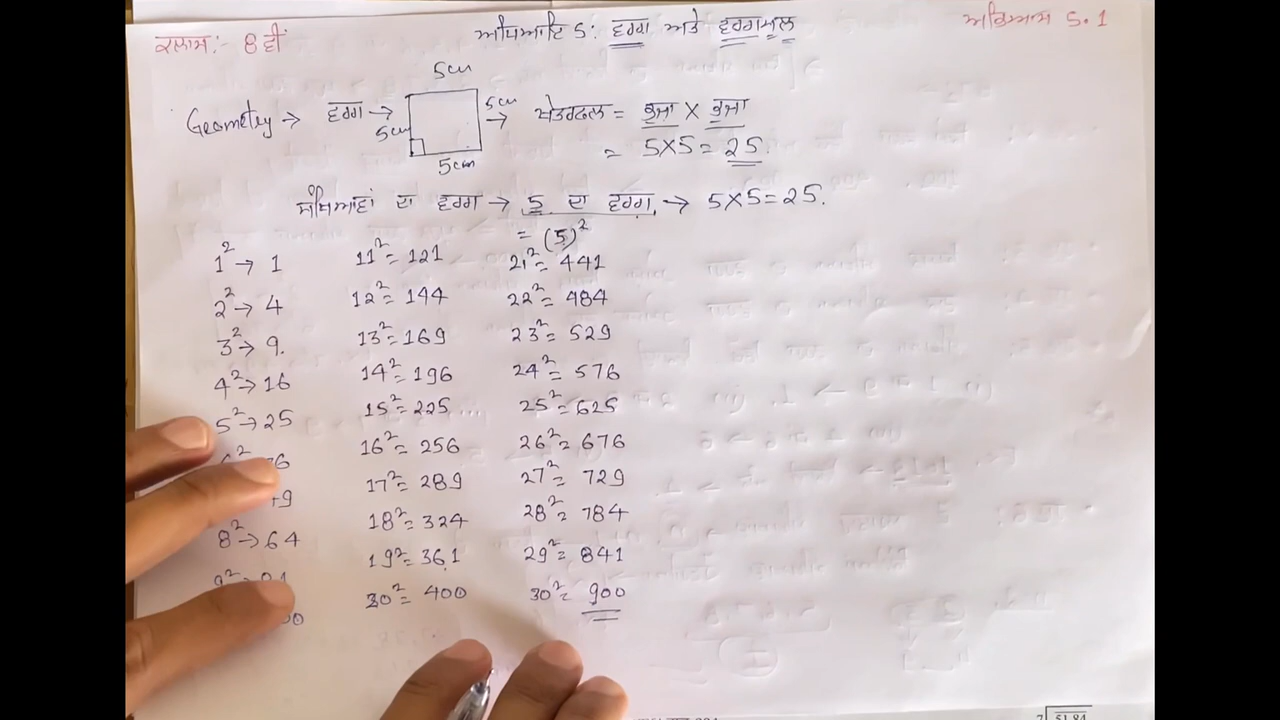 ਕਲਾਸ:- 8 ਵੀਂ
ਅਧਿਆਇ 5: ਵਰਗ ਅਤੇ ਵਰਗਮੂਲ
ਅਭਿਆਸ 5.1
5cm
Geometry → ਵਰਗ → 5cm 5cm → ਖੇਤਰਫਲ = ਭੁਜਾ × ਭੁਜਾ
5cm
= 5×5 = 25.
ਸੰਖਿਆਵਾਂ ਦਾ ਵਰਗ → 5 ਦਾ ਵਰਗ. → 5×5=25.
= (5)²
1² → 1 11² = 121 21² = 441
2² → 4 12² = 144 22² = 484
3² → 9. 13² = 169 23² = 529
4² → 16 14² = 196 24² = 576
5² → 25 15² = 225 25² = 625
16² = 256 26² = 676
17² = 289 27² = 729
8² → 64 18² = 324 28² = 784
19² = 361 29² = 841
30² = 400 30² = 900